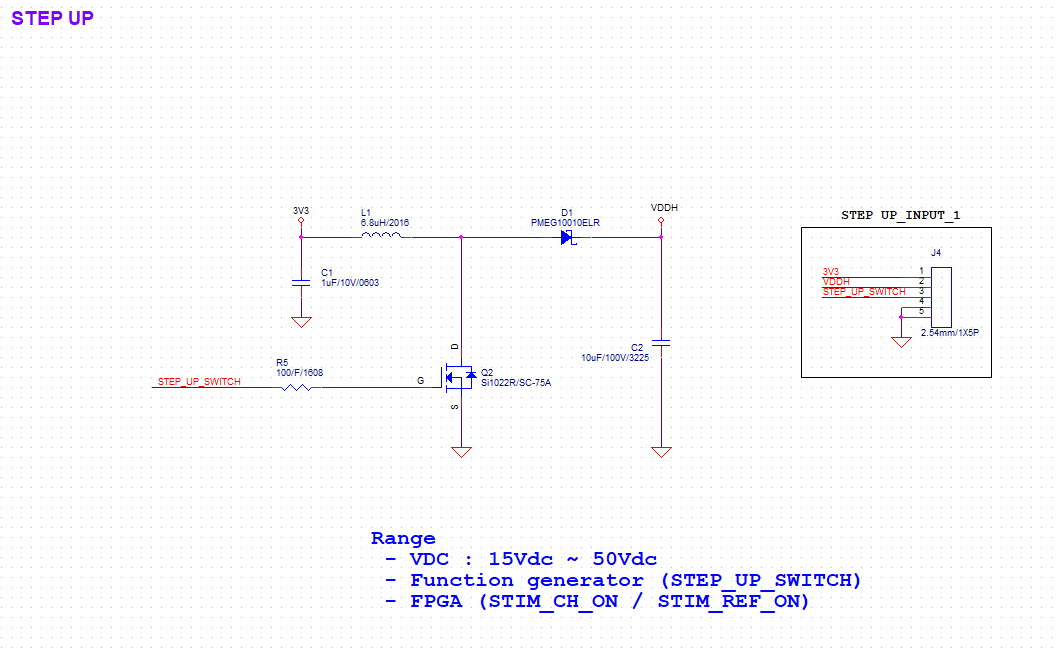 STEP UP
3V3
L1
6.8uH/2016
D1
PMEG10010ELR
VDDH
C1
1uF/10V/0603
R5
100/F/1608
STEP_UP_SWITCH
G
D
S
Q2
Si1022R/SC-75A
C2
10uF/100V/3225
STEP UP_INPUT_1
J4
3V3 1
VDDH 2
STEP_UP_SWITCH 3
4
5
2.54mm/1X5P
Range
- VDC : 15Vdc ~ 50Vdc
- Function generator (STEP_UP_SWITCH)
- FPGA (STIM_CH_ON / STIM_REF_ON)